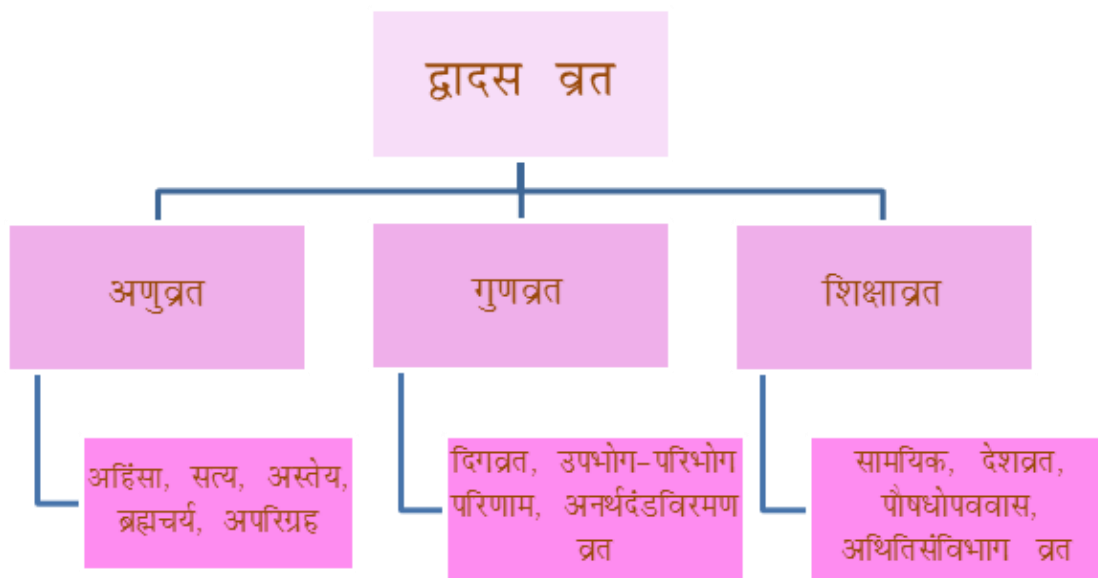 द्वादस व्रत
अणुव्रत
गुणव्रत
शिक्षाव्रत
अहिंसा, सत्य, अस्तेय,
ब्रह्मचर्य, अपरिग्रह
दिगव्रत, उपभोग-परिभोग
परिणाम, अनर्थदंडविरमण
व्रत
सामयिक, देशव्रत,
पौषधोपववास,
अथितिसंविभाग व्रत